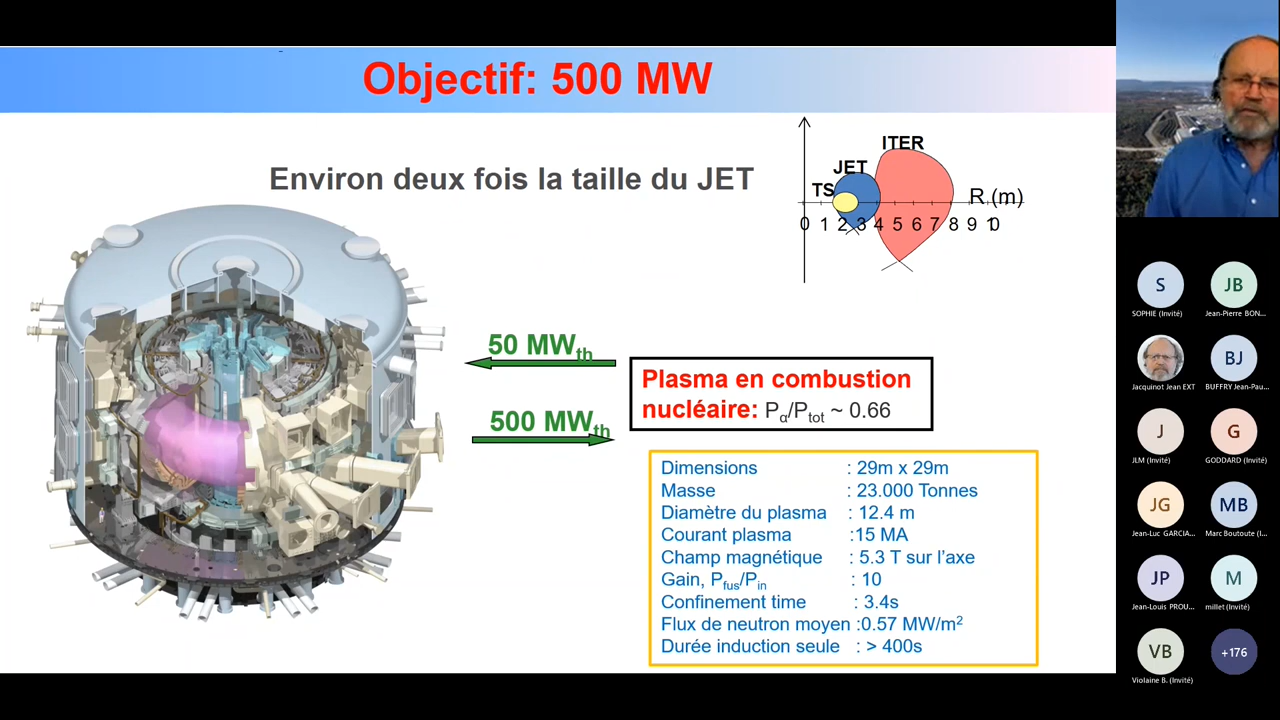 Objectif: 500 MW
Environ deux fois la taille du JET
ITER
JET
TS
R (m)
0 1 2 3 4 5 6 7 8 9 10
50 MWth
500 MWth
Plasma en combustion
nucléaire: Pα/Ptot ~ 0.66
Dimensions : 29m x 29m
Masse : 23.000 Tonnes
Diamètre du plasma : 12.4 m
Courant plasma :15 MA
Champ magnétique : 5.3 T sur l'axe
Gain, Pfus/Pin : 10
Confinement time : 3.4s
Flux de neutron moyen :0.57 MW/m2
Durée induction seule : > 400s
S
SOPHIE (Invité)
JB
Jean-Pierre BON...
Jacquinot Jean EXT
BJ
BUFFRY Jean-Pau...
J
JLM (Invité)
G
GODDARD (Invité)
JG
Jean-Luc GARCIA...
MB
Marc Boutoute (I...
JP
Jean-Louis PROU...
M
millet (Invité)
VB
Violaine B. (Invité)
+176